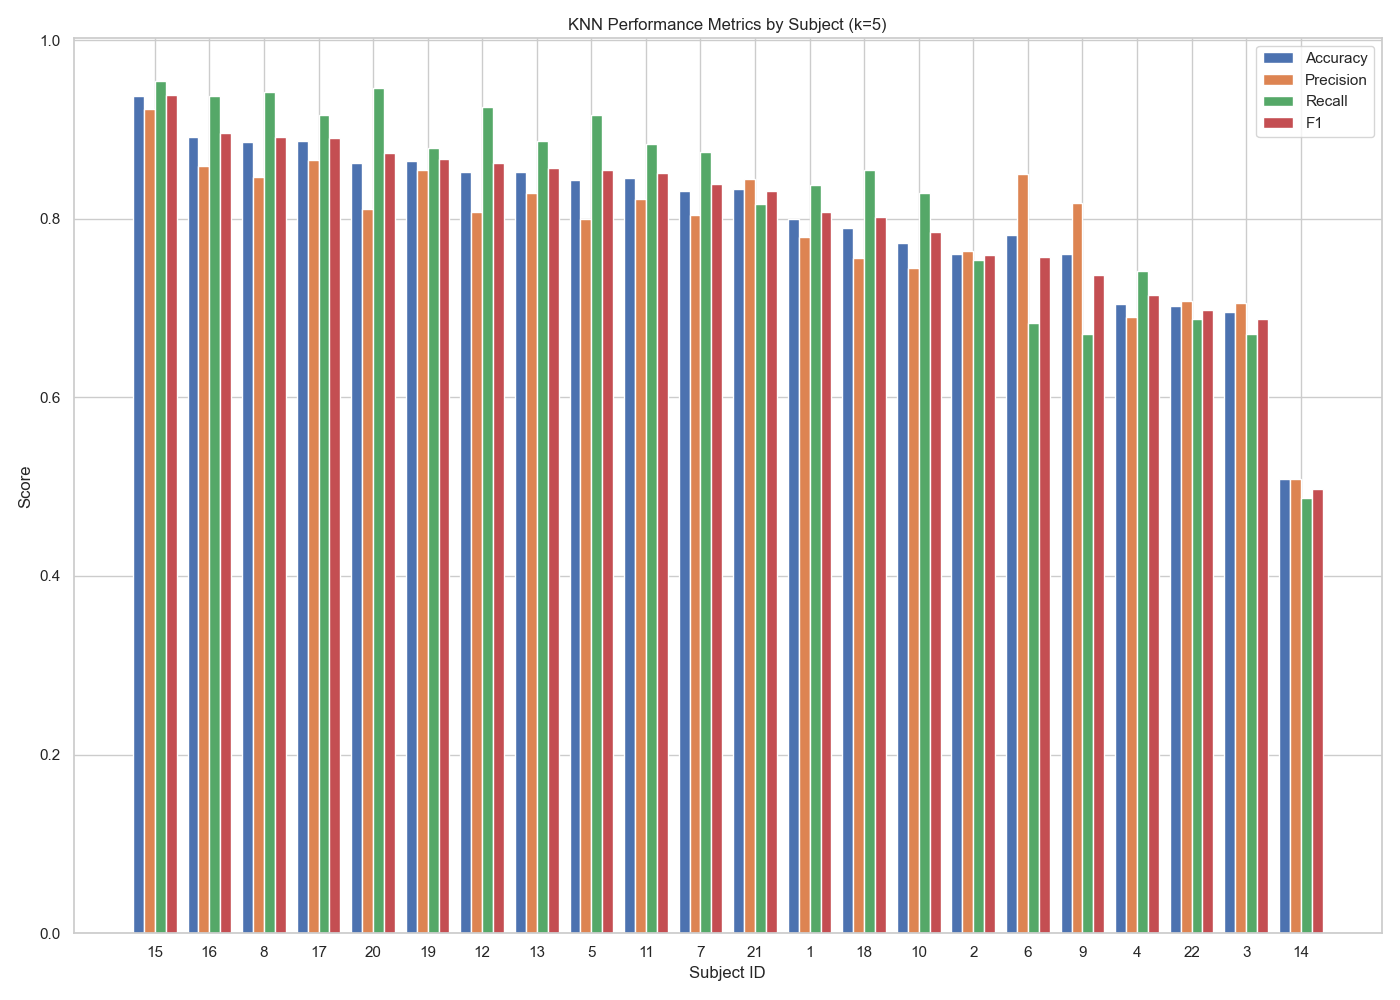 KNN Performance Metrics by Subject (k=5)
Accuracy
Precision
Recall
F1
1.0
0.8
0.6
0.4
0.2
0.0
Score
15 16 8 17 20 19 12 13 5 11 7 21 1 18 10 2 6 9 4 22 3 14
Subject ID